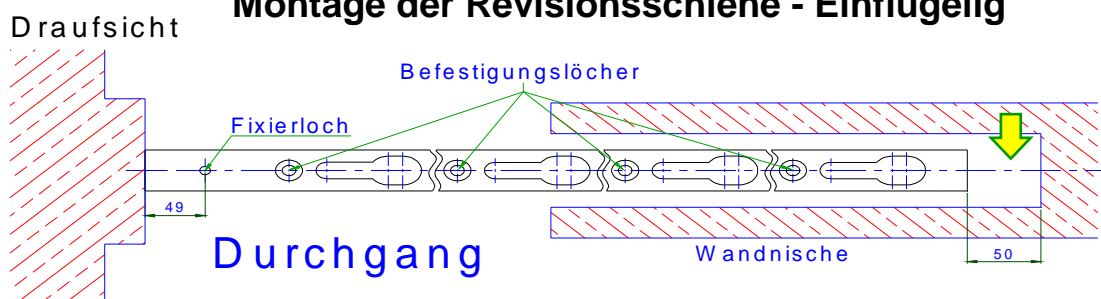 Montage der Revisionsschiene - Einflügelig
Draufsicht
Befestigungslöcher
Fixierloch
49
Durchgang
Wandnische
50